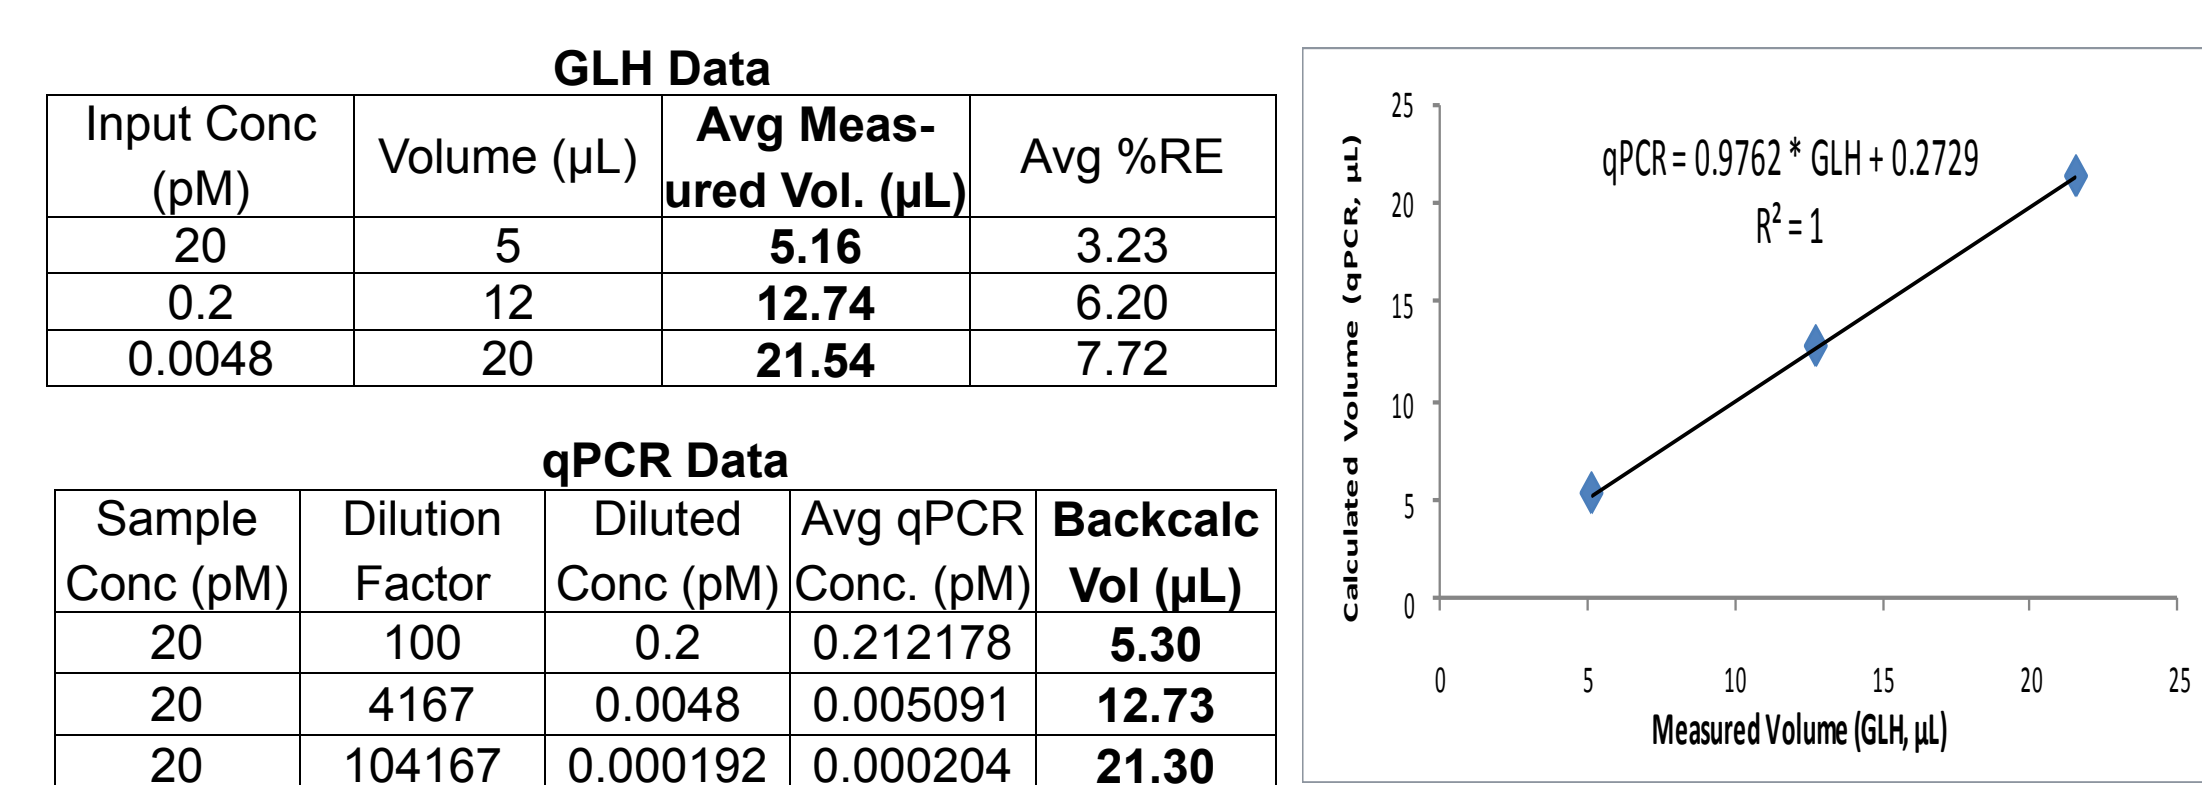 GLH Data
Input Conc (pM) Volume (µL) Avg Meas-ured Vol. (µL) Avg %RE
20 5 5.16 3.23
0.2 12 12.74 6.20
0.0048 20 21.54 7.72
qPCR Data
Sample Conc (pM) Dilution Factor Diluted Conc (pM) Avg qPCR Conc. (pM) Backcalc Vol (µL)
20 100 0.2 0.212178 5.30
20 4167 0.0048 0.005091 12.73
20 104167 0.000192 0.000204 21.30
Calculated Volume (qPCR, µL)
25
20
15
10
5
0
qPCR = 0.9762 * GLH + 0.2729
R² = 1
0 5 10 15 20 25
Measured Volume (GLH, µL)